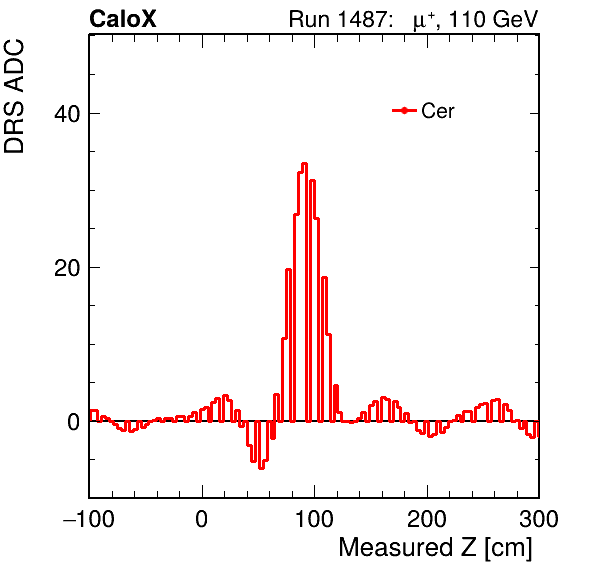 CaloX Run 1487: μ⁺, 110 GeV
DRS ADC
Cer
40
20
0
−100 0 100 200 300
Measured Z [cm]